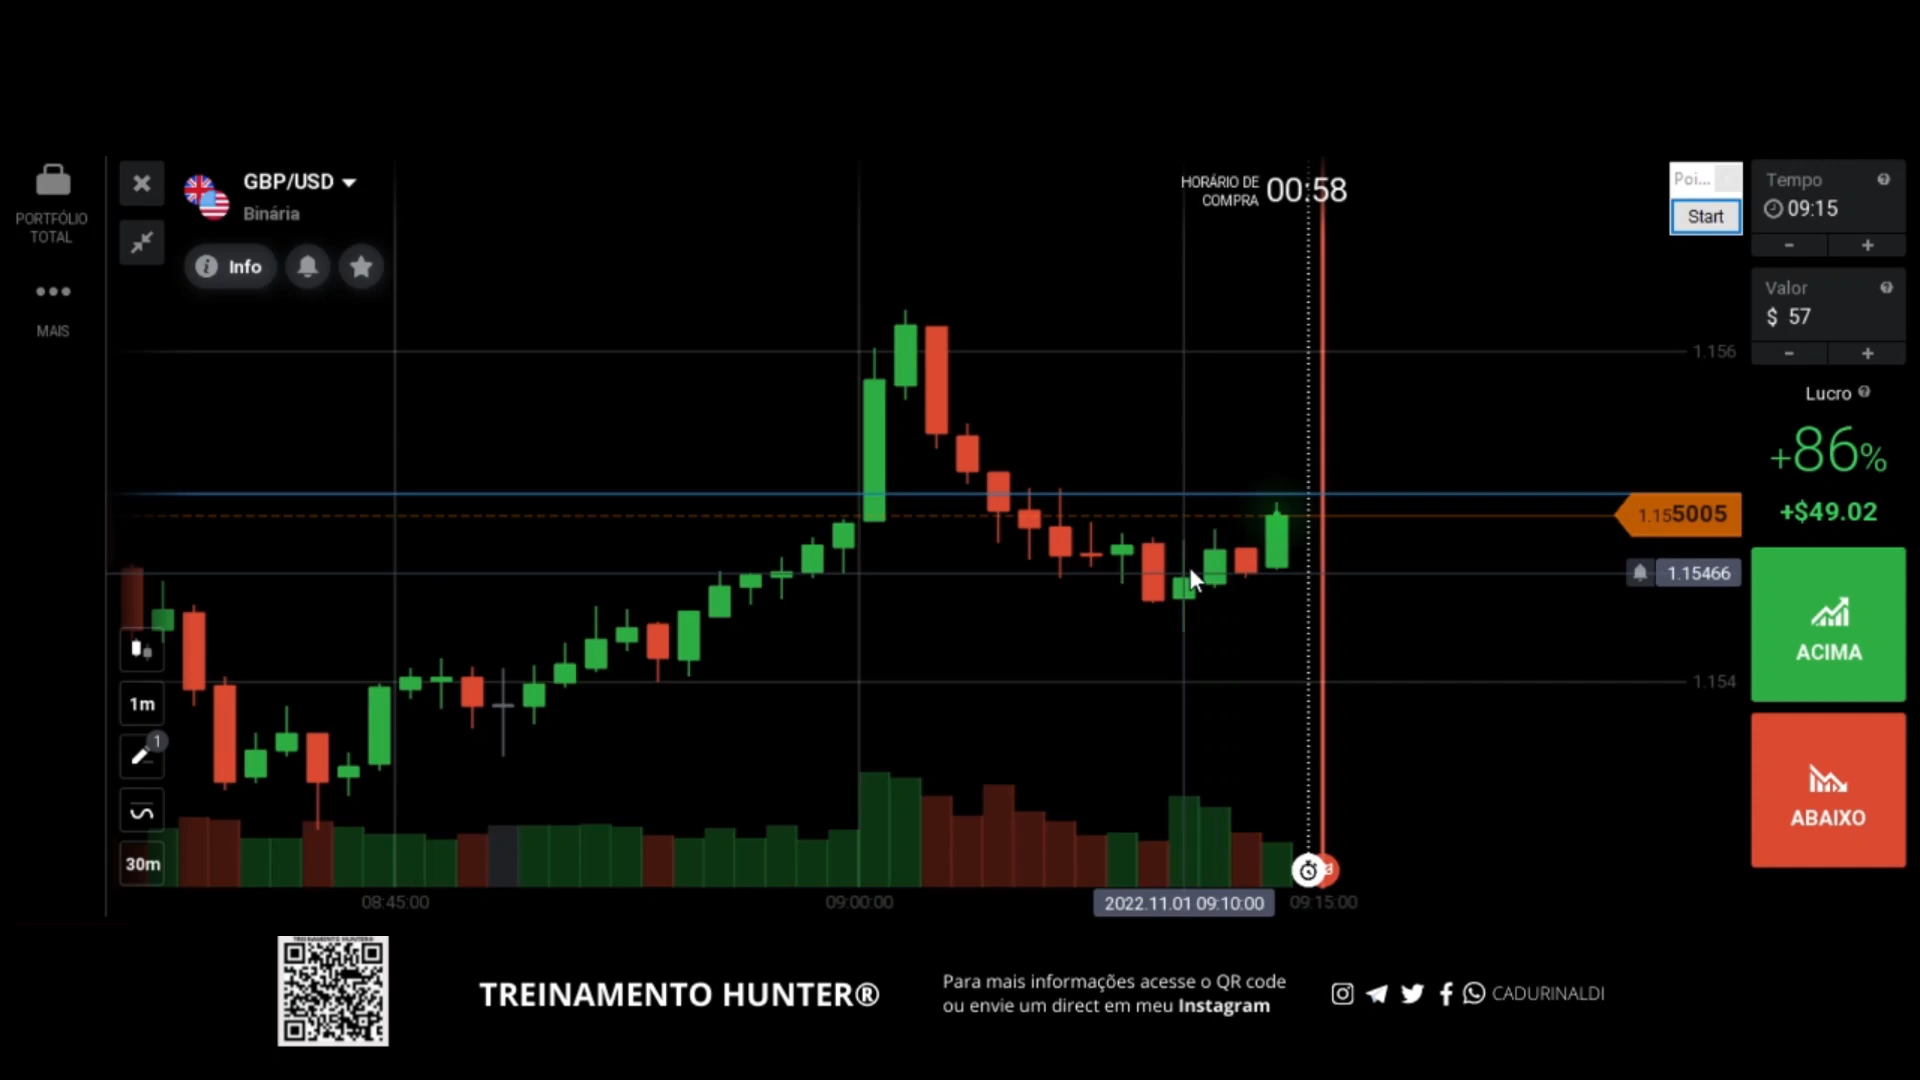 PORTFÓLIO
TOTAL
MAIS
GBP/USD
Binária
Info
HORÁRIO DE
COMPRA
00:58
Poi...
Start
Tempo
09:15
- +
Valor
$ 57
- +
Lucro
+86%
+$49.02
ACIMA
ABAIXO
1.156
1.155005
1.15466
1.154
1m
1
30m
08:45:00
09:00:00
2022.11.01 09:10:00
09:15:00
TREINAMENTO HUNTER®
Para mais informações acesse o QR code
ou envie um direct em meu Instagram
CADURINALDI